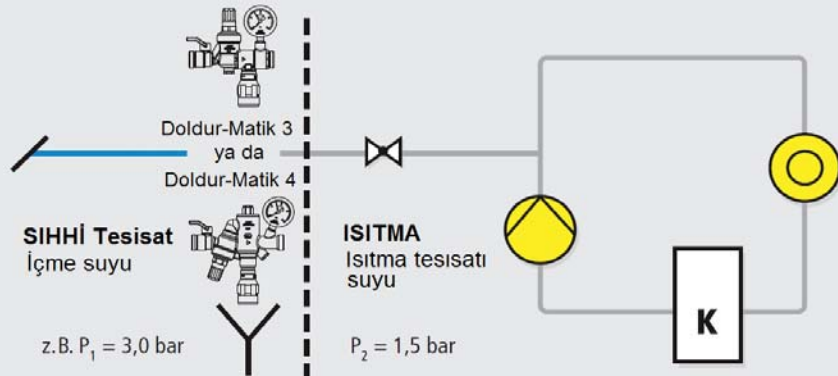 Doldur-Matik 3
ya da
Doldur-Matik 4
SIHHİ Tesisat
İçme suyu
z.B. P₁ = 3,0 bar
ISITMA
Isıtma tesısatı
suyu
P₂ = 1,5 bar
K